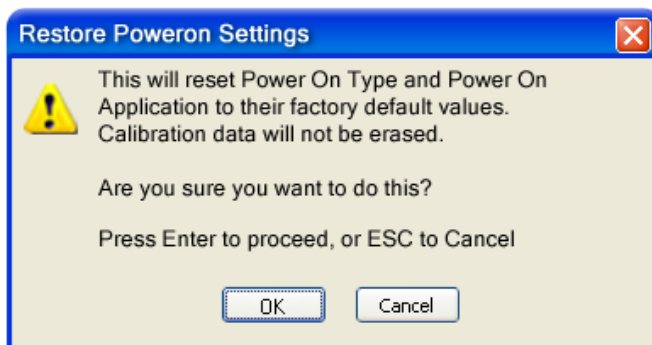 Restore Poweron Settings
This will reset Power On Type and Power On
Application to their factory default values.
Calibration data will not be erased.
Are you sure you want to do this?
Press Enter to proceed, or ESC to Cancel
OK
Cancel